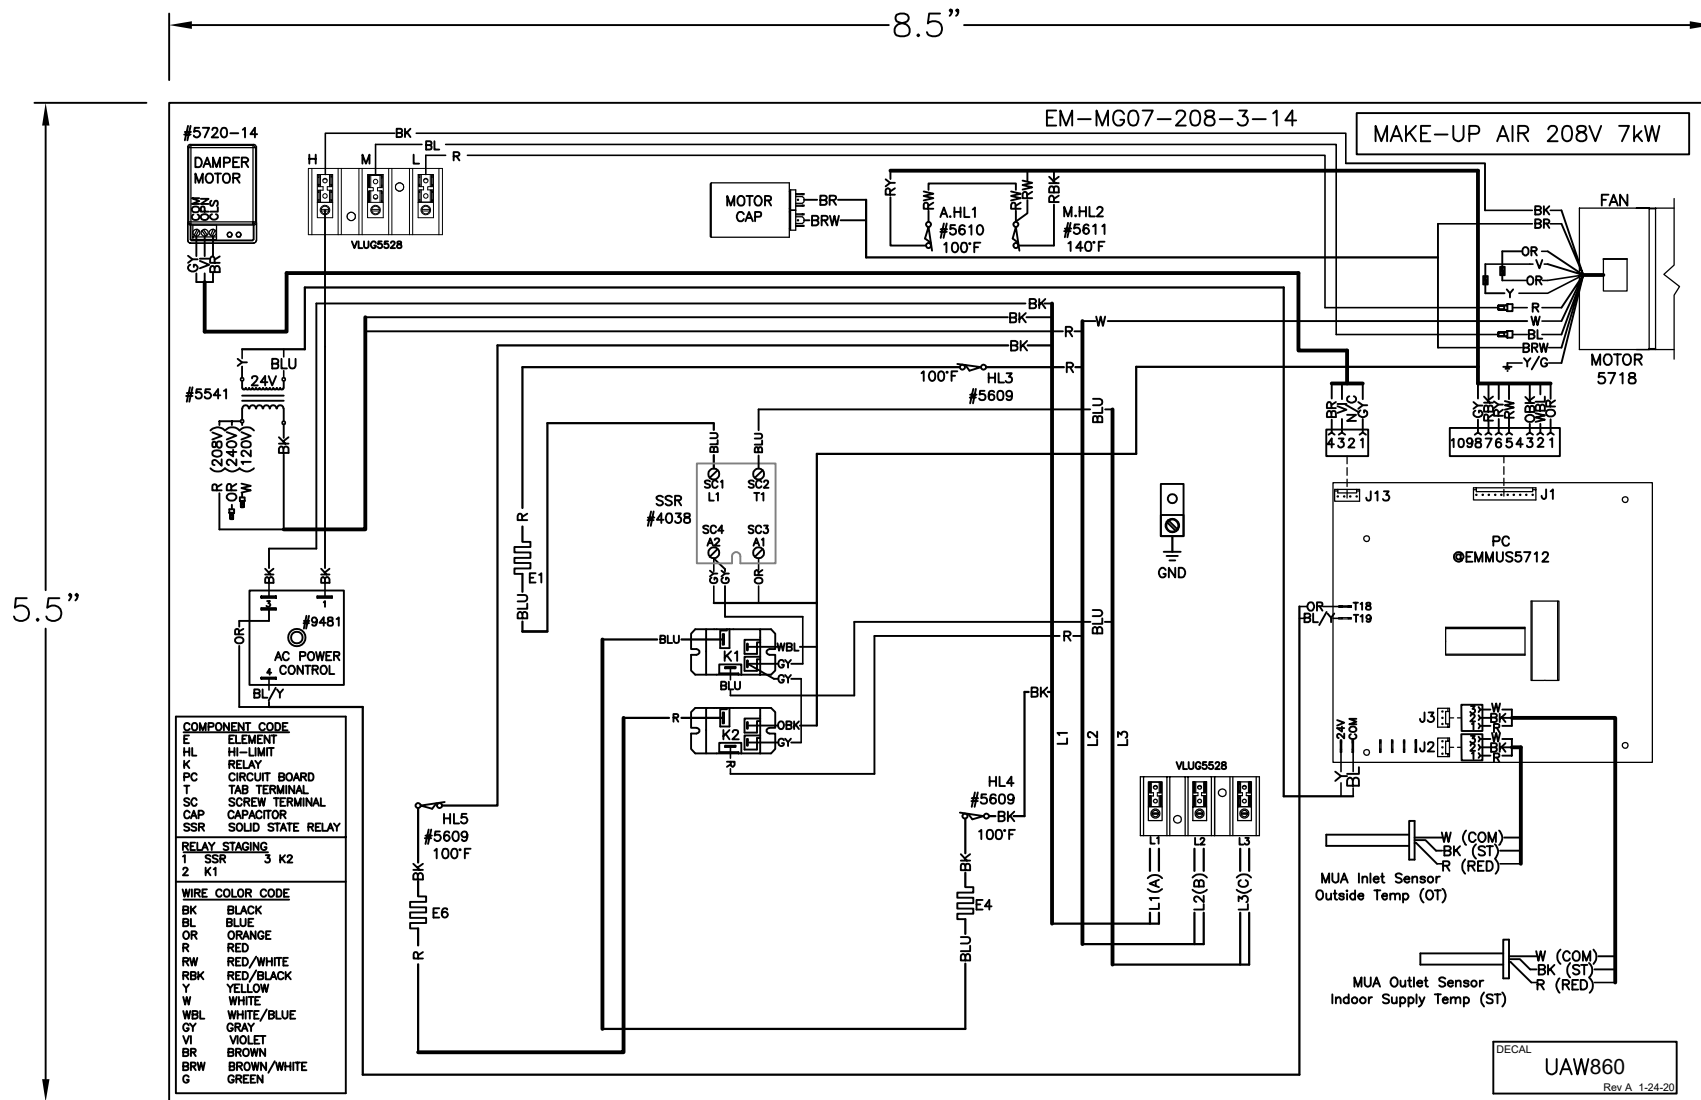 8.5”
5.5”
EM-MG07-208-3-14
MAKE-UP AIR 208V 7kW
#5720-14
DAMPER
MOTOR
COM
OPN
CLS
GY
VI
BR
H
M
L
BK
BL
R
VLUG5528
MOTOR
CAP
BR
BRW
RY
RW
RW
RW
RBK
A.HL1
#5610
100°F
M.HL2
#5611
140°F
FAN
BK
BR
OR
V
OR
Y
R
W
BL
BRW
Y/G
MOTOR
5718
BK
BK
R
W
BK
R
100°F
HL3
#5609
Y
BLU
24V
#5541
(208V)
(240V)
(120V)
R
OR
W
BK
BLU
BLU
BLU
SC1
L1
SC2
T1
SSR
#4038
SC4
A2
SC3
A1
GY
GY
OR
R
E1
BLU
BR
VI
N/C
GY
4321
GY
RBK
RY
RW
OBK
WBL
OR
10987654321
J13
J1
PC
@EMMUS5712
GND
OR
T18
BL/Y
T19
BK
BK
3
1
#9481
AC POWER
CONTROL
OR
4
BL/Y
BLU
K1
WBL
GY
GY
BLU
R
K2
OBK
GY
R
BLU
R
BK
L1
L2
L3
J3
3
2
1
W
BK
R
J2
3
2
1
W
BK
R
24V
COM
Y
BL
COMPONENT CODE
E ELEMENT
HL HI-LIMIT
K RELAY
PC CIRCUIT BOARD
T TAB TERMINAL
SC SCREW TERMINAL
CAP CAPACITOR
SSR SOLID STATE RELAY
RELAY STAGING
1 SSR 3 K2
2 K1
WIRE COLOR CODE
BK BLACK
BL BLUE
OR ORANGE
R RED
RW RED/WHITE
RBK RED/BLACK
Y YELLOW
W WHITE
WBL WHITE/BLUE
GY GRAY
VI VIOLET
BR BROWN
BRW BROWN/WHITE
G GREEN
HL5
#5609
100°F
BK
E6
R
HL4
#5609
BK
100°F
BK
E4
BLU
VLUG5528
L1
L2
L3
L1(A)
L2(B)
L3(C)
W (COM)
BK (ST)
R (RED)
MUA Inlet Sensor
Outside Temp (OT)
W (COM)
BK (ST)
R (RED)
MUA Outlet Sensor
Indoor Supply Temp (ST)
DECAL
UAW860
Rev A 1-24-20